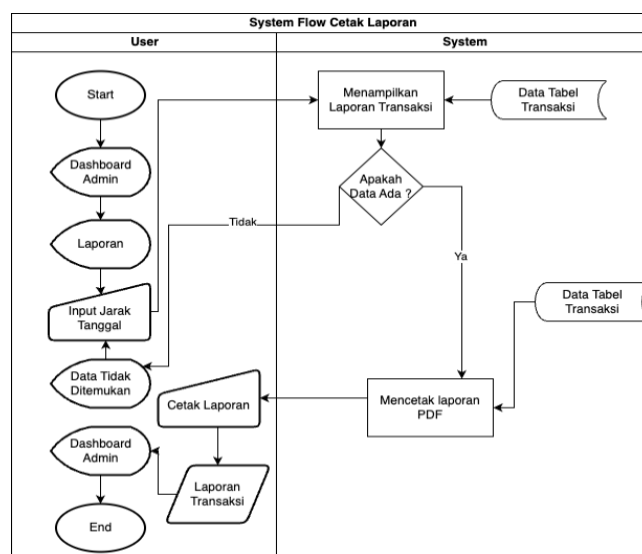 System Flow Cetak Laporan
User
System
Start
Menampilkan
Laporan Transaksi
Data Tabel
Transaksi
Dashboard
Admin
Apakah
Data Ada ?
Tidak
Laporan
Ya
Input Jarak
Tanggal
Data Tabel
Transaksi
Data Tidak
Ditemukan
Cetak Laporan
Mencetak laporan
PDF
Dashboard
Admin
Laporan
Transaksi
End